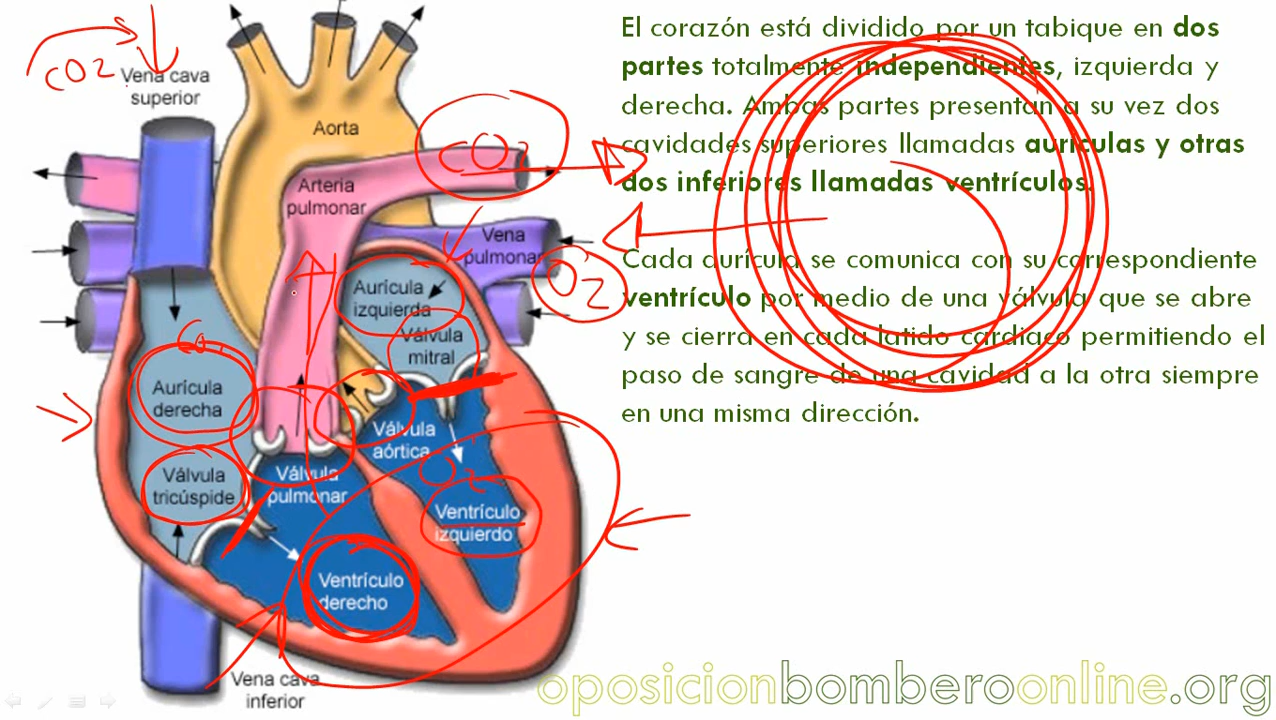 CO2
Vena cava
superior
Aorta
Arteria
pulmonar
CO2
Vena
pulmonar
O2
Aurícula
izquierda
Válvula
mitral
Aurícula
derecha
Válvula
aórtica
Válvula
tricúspide
Válvula
pulmonar
O2
Ventrículo
izquierdo
Ventrículo
derecho
Vena cava
inferior
El corazón está dividido por un tabique en dos
partes totalmente independientes, izquierda y
derecha. Ambas partes presentan a su vez dos
cavidades superiores llamadas aurículas y otras
dos inferiores llamadas ventrículos.
Cada aurícula se comunica con su correspondiente
ventrículo por medio de una válvula que se abre
y se cierra en cada latido cardiaco permitiendo el
paso de sangre de una cavidad a la otra siempre
en una misma dirección.
oposicionbomberoonline.org